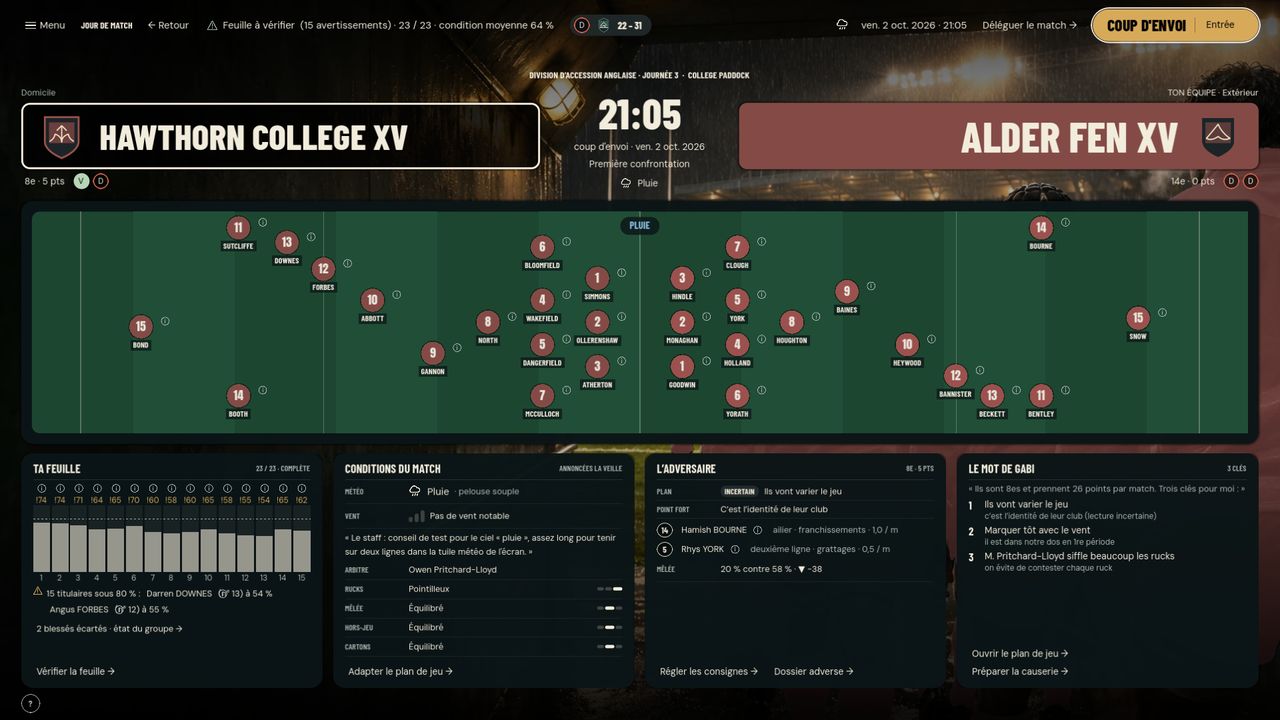 Menu
JOUR DE MATCH
← Retour
Feuille à vérifier (15 avertissements) · 23 / 23 · condition moyenne 64 %
D 22 – 31
ven. 2 oct. 2026 · 21:05
Déléguer le match →
COUP D'ENVOI Entrée
DIVISION D'ACCESSION ANGLAISE · JOURNÉE 3 · COLLEGE PADDOCK
Domicile
TON ÉQUIPE · Extérieur
HAWTHORN COLLEGE XV
21:05
ALDER FEN XV
coup d'envoi · ven. 2 oct. 2026
Première confrontation
8e · 5 pts V D
Pluie
14e · 0 pts D D
PLUIE
11 SUTCLIFFE
13 DOWNES
12 FORBES
10 ABBOTT
15 BOND
9 GANNON
14 BOOTH
8 NORTH
6 BLOOMFIELD
4 WAKEFIELD
5 DANGERFIELD
7 MCCULLOCH
1 SIMMONS
2 OLLERENSHAW
3 ATHERTON
3 HINDLE
2 MONAGHAN
1 GOODWIN
7 CLOUGH
5 YORK
4 HOLLAND
6 YORATH
8 HOUGHTON
9 BAINES
10 HEYWOOD
12 BANNISTER
13 BECKETT
11 BENTLEY
14 BOURNE
15 SNOW
TA FEUILLE
23 / 23 · COMPLÈTE
!74 !74 !71 !64 !65 !70 !60 !58 !60 !65 !58 !55 !54 !65 !62
1 2 3 4 5 6 7 8 9 10 11 12 13 14 15
15 titulaires sous 80 % : Darren DOWNES 13) à 54 %
Angus FORBES 12) à 55 %
2 blessés écartés · état du groupe →
Vérifier la feuille →
CONDITIONS DU MATCH
ANNONCÉES LA VEILLE
MÉTÉO Pluie · pelouse souple
VENT Pas de vent notable
« Le staff : conseil de test pour le ciel « pluie », assez long pour tenir
sur deux lignes dans la tuile météo de l'écran. »
ARBITRE Owen Pritchard-Lloyd
RUCKS Pointilleux
MÊLÉE Équilibré
HORS-JEU Équilibré
CARTONS Équilibré
Adapter le plan de jeu →
L'ADVERSAIRE
8E · 5 PTS
PLAN INCERTAIN Ils vont varier le jeu
POINT FORT C'est l'identité de leur club
14 Hamish BOURNE ailier · franchissements · 1,0 / m
5 Rhys YORK deuxième ligne · grattages · 0,5 / m
MÊLÉE 20 % contre 58 % · ▼ −38
Régler les consignes →
Dossier adverse →
LE MOT DE GABI
3 CLÉS
« Ils sont 8es et prennent 26 points par match. Trois clés pour moi : »
1 Ils vont varier le jeu
c'est l'identité de leur club (lecture incertaine)
2 Marquer tôt avec le vent
il est dans notre dos en 1re période
3 M. Pritchard-Lloyd siffle beaucoup les rucks
on évite de contester chaque ruck
Ouvrir le plan de jeu →
Préparer la causerie →
?